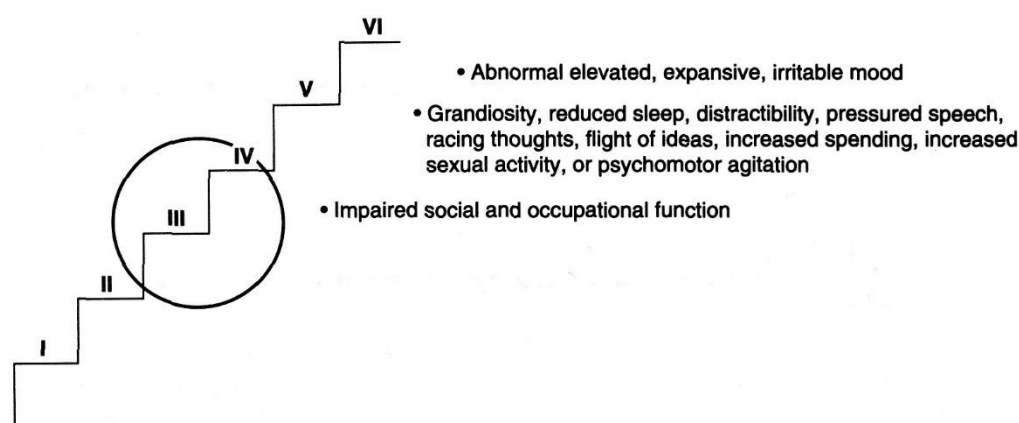 VI
• Abnormal elevated, expansive, irritable mood
V
• Grandiosity, reduced sleep, distractibility, pressured speech,
racing thoughts, flight of ideas, increased spending, increased
sexual activity, or psychomotor agitation
IV
• Impaired social and occupational function
III
II
I